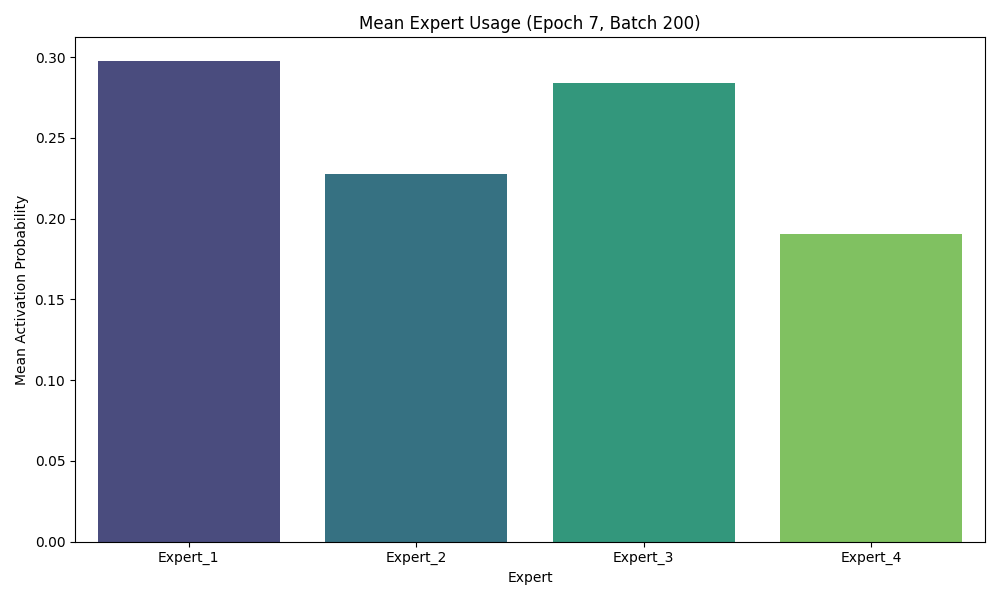 Mean Expert Usage (Epoch 7, Batch 200)
Mean Activation Probability
0.30
0.25
0.20
0.15
0.10
0.05
0.00
Expert_1
Expert_2
Expert_3
Expert_4
Expert